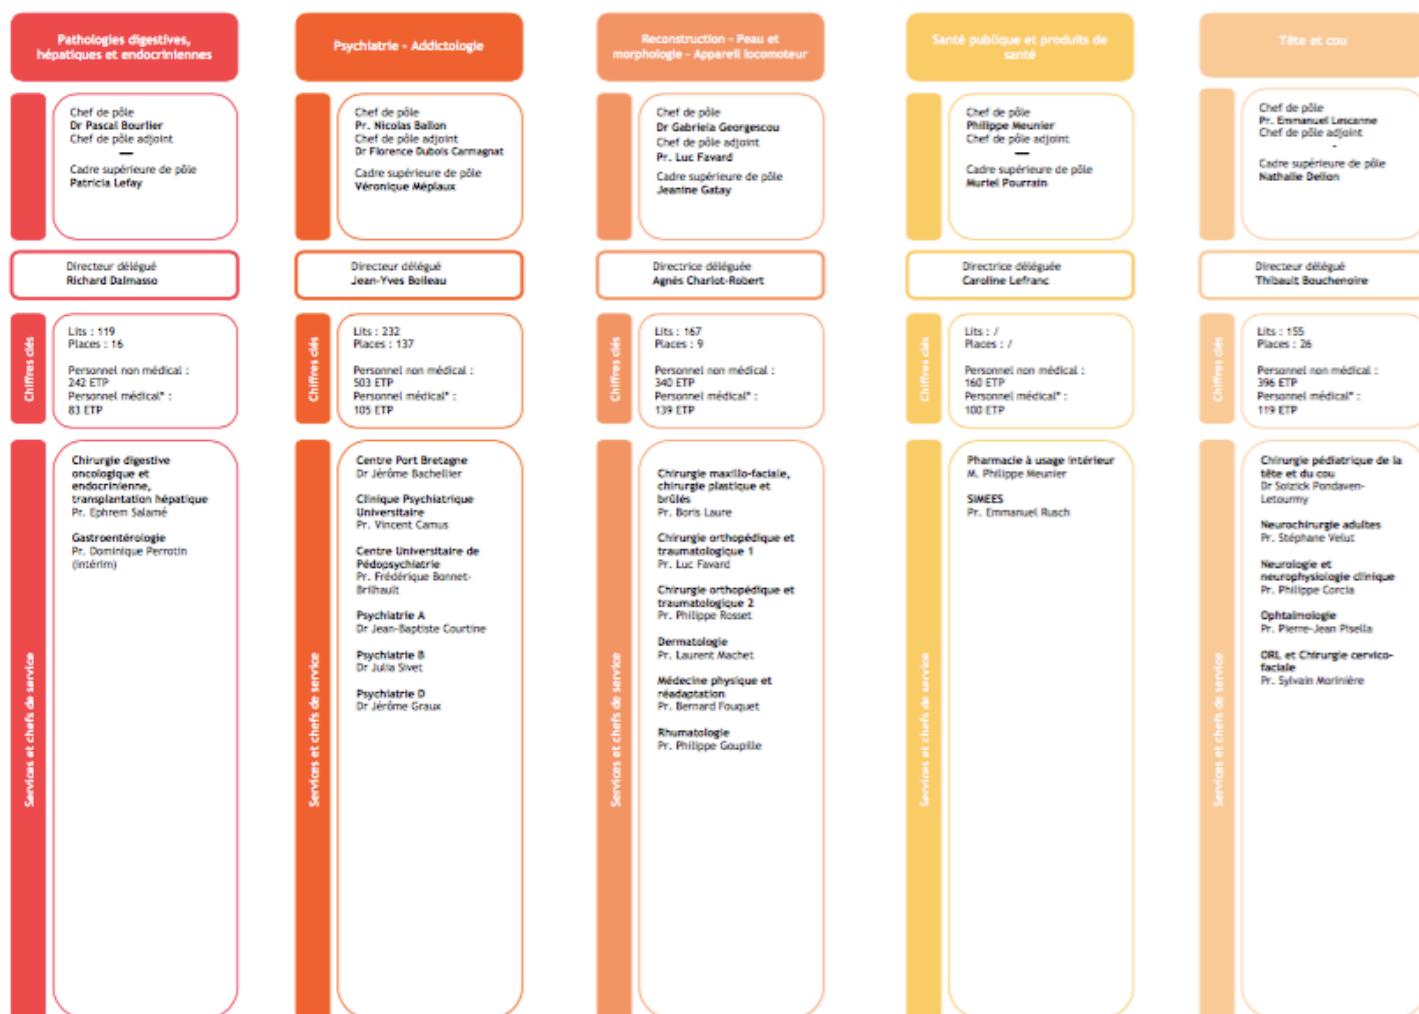 Pathologies digestives,
hépatiques et endocriniennes
Chef de pôle
Dr Pascal Bourlier
Chef de pôle adjoint
—
Cadre supérieure de pôle
Patricia Lefay
Directeur délégué
Richard Dalmasso
Chiffres clés
Lits : 119
Places : 16
Personnel non médical :
242 ETP
Personnel médical* :
83 ETP
Services et chefs de service
Chirurgie digestive
oncologique et
endocrinienne,
transplantation hépatique
Pr. Ephrem Salamé
Gastroentérologie
Pr. Dominique Perrotin
(intérim)
Psychiatrie - Addictologie
Chef de pôle
Pr. Nicolas Ballon
Chef de pôle adjoint
Dr Florence Dubois Carmagnat
Cadre supérieure de pôle
Véronique Méplaux
Directeur délégué
Jean-Yves Boileau
Chiffres clés
Lits : 232
Places : 137
Personnel non médical :
503 ETP
Personnel médical* :
105 ETP
Services et chefs de service
Centre Port Bretagne
Dr Jérôme Bachellier
Clinique Psychiatrique
Universitaire
Pr. Vincent Camus
Centre Universitaire de
Pédopsychiatrie
Pr. Frédérique Bonnet-
Brilhault
Psychiatrie A
Dr Jean-Baptiste Courtine
Psychiatrie B
Dr Julia Sivet
Psychiatrie D
Dr Jérôme Graux
Reconstruction - Peau et
morphologie - Appareil locomoteur
Chef de pôle
Dr Gabriela Georgescou
Chef de pôle adjoint
Pr. Luc Favard
Cadre supérieure de pôle
Jeanine Gatay
Directrice déléguée
Agnès Charlot-Robert
Chiffres clés
Lits : 167
Places : 9
Personnel non médical :
340 ETP
Personnel médical* :
139 ETP
Services et chefs de service
Chirurgie maxillo-faciale,
chirurgie plastique et
brûlés
Pr. Boris Laure
Chirurgie orthopédique et
traumatologique 1
Pr. Luc Favard
Chirurgie orthopédique et
traumatologique 2
Pr. Philippe Rosset
Dermatologie
Pr. Laurent Machet
Médecine physique et
réadaptation
Pr. Bernard Fouquet
Rhumatologie
Pr. Philippe Goupille
Santé publique et produits de
santé
Chef de pôle
Philippe Meunier
Chef de pôle adjoint
—
Cadre supérieure de pôle
Muriel Pourrain
Directrice déléguée
Caroline Lefranc
Chiffres clés
Lits : /
Places : /
Personnel non médical :
160 ETP
Personnel médical* :
100 ETP
Services et chefs de service
Pharmacie à usage intérieur
M. Philippe Meunier
SIMEES
Pr. Emmanuel Rusch
Tête et cou
Chef de pôle
Pr. Emmanuel Lescanne
Chef de pôle adjoint
-
Cadre supérieure de pôle
Nathalie Dellon
Directeur délégué
Thibault Bouchenoire
Chiffres clés
Lits : 155
Places : 26
Personnel non médical :
396 ETP
Personnel médical* :
119 ETP
Services et chefs de service
Chirurgie pédiatrique de la
tête et du cou
Dr Soizick Pondaven-
Letourmy
Neurochirurgie adultes
Pr. Stéphane Velut
Neurologie et
neurophysiologie clinique
Pr. Philippe Corcia
Ophtalmologie
Pr. Pierre-Jean Pisella
ORL et Chirurgie cervico-
faciale
Pr. Sylvain Morinière